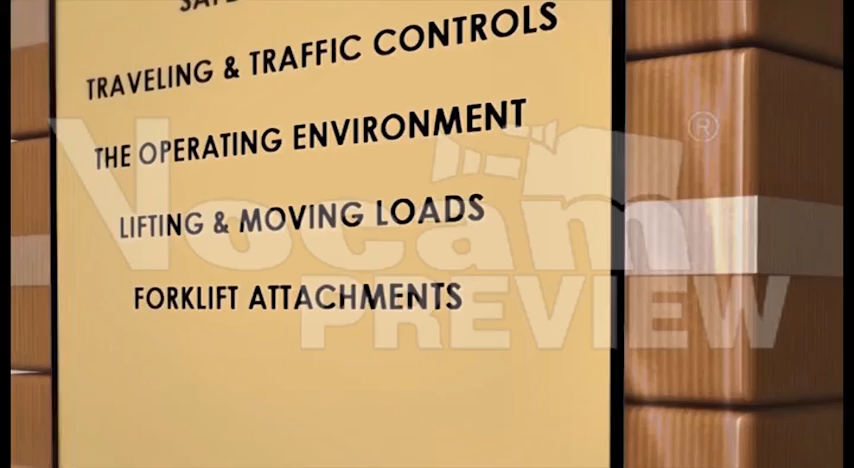 TRAVELING & TRAFFIC CONTROLS
THE OPERATING ENVIRONMENT
LIFTING & MOVING LOADS
FORKLIFT ATTACHMENTS
Vocam®
PREVIEW